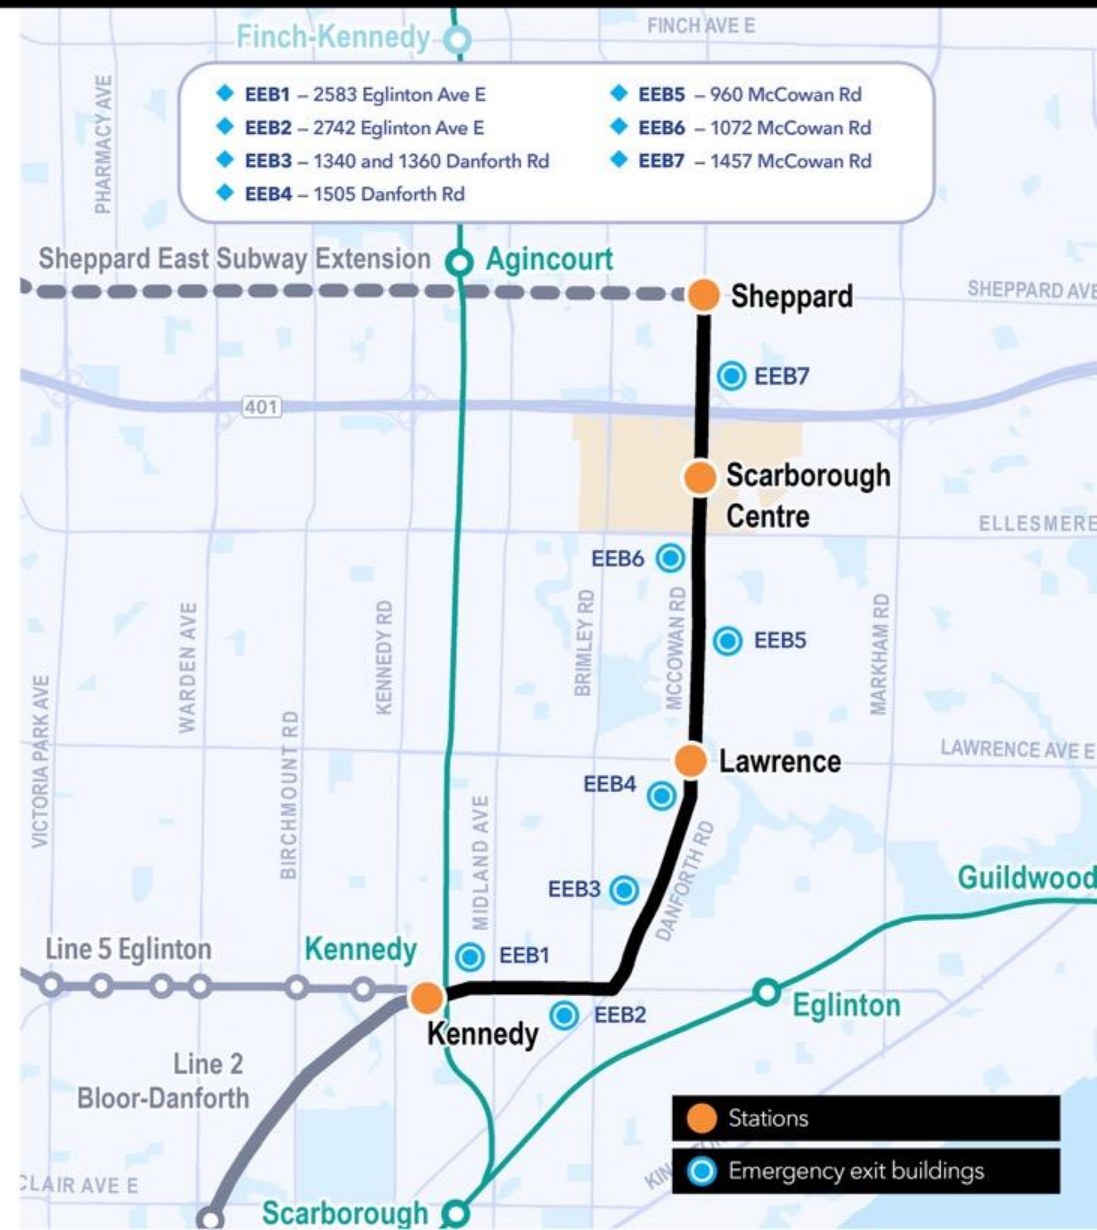 Finch-Kennedy
FINCH AVE E
PHARMACY AVE
EEB1 – 2583 Eglinton Ave E
EEB2 – 2742 Eglinton Ave E
EEB3 – 1340 and 1360 Danforth Rd
EEB4 – 1505 Danforth Rd
EEB5 – 960 McCowan Rd
EEB6 – 1072 McCowan Rd
EEB7 – 1457 McCowan Rd
Sheppard East Subway Extension
Agincourt
Sheppard
SHEPPARD AVE
EEB7
401
Scarborough
Centre
ELLESMERE
EEB6
EEB5
VICTORIA PARK AVE
WARDEN AVE
BIRCHMOUNT RD
KENNEDY RD
MIDLAND AVE
BRIMLEY RD
MCCOWAN RD
MARKHAM RD
LAWRENCE AVE E
Lawrence
EEB4
DANFORTH RD
EEB3
Guildwood
Line 5 Eglinton
Kennedy
EEB1
EEB2
Kennedy
Eglinton
Line 2
Bloor-Danforth
Stations
Emergency exit buildings
CLAIR AVE E
Scarborough